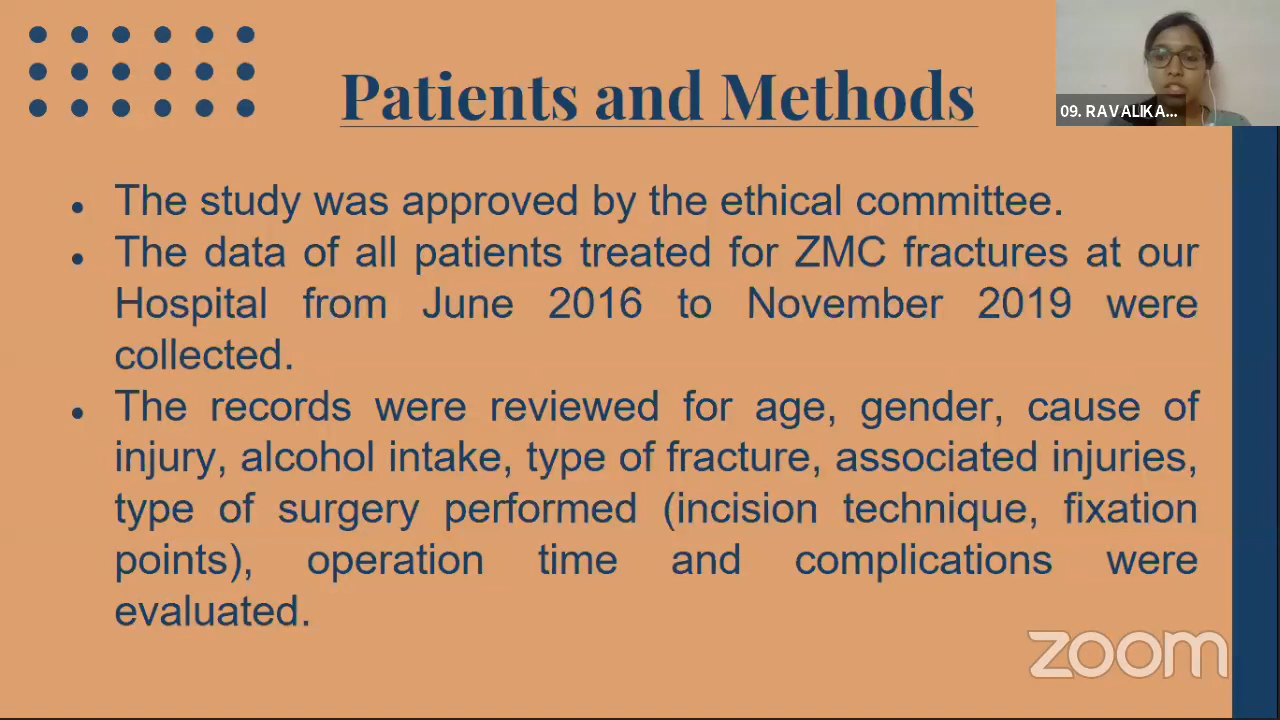 Patients and Methods
09. RAVALIKA...
• The study was approved by the ethical committee.
• The data of all patients treated for ZMC fractures at our
Hospital from June 2016 to November 2019 were
collected.
• The records were reviewed for age, gender, cause of
injury, alcohol intake, type of fracture, associated injuries,
type of surgery performed (incision technique, fixation
points), operation time and complications were
evaluated.
zoom